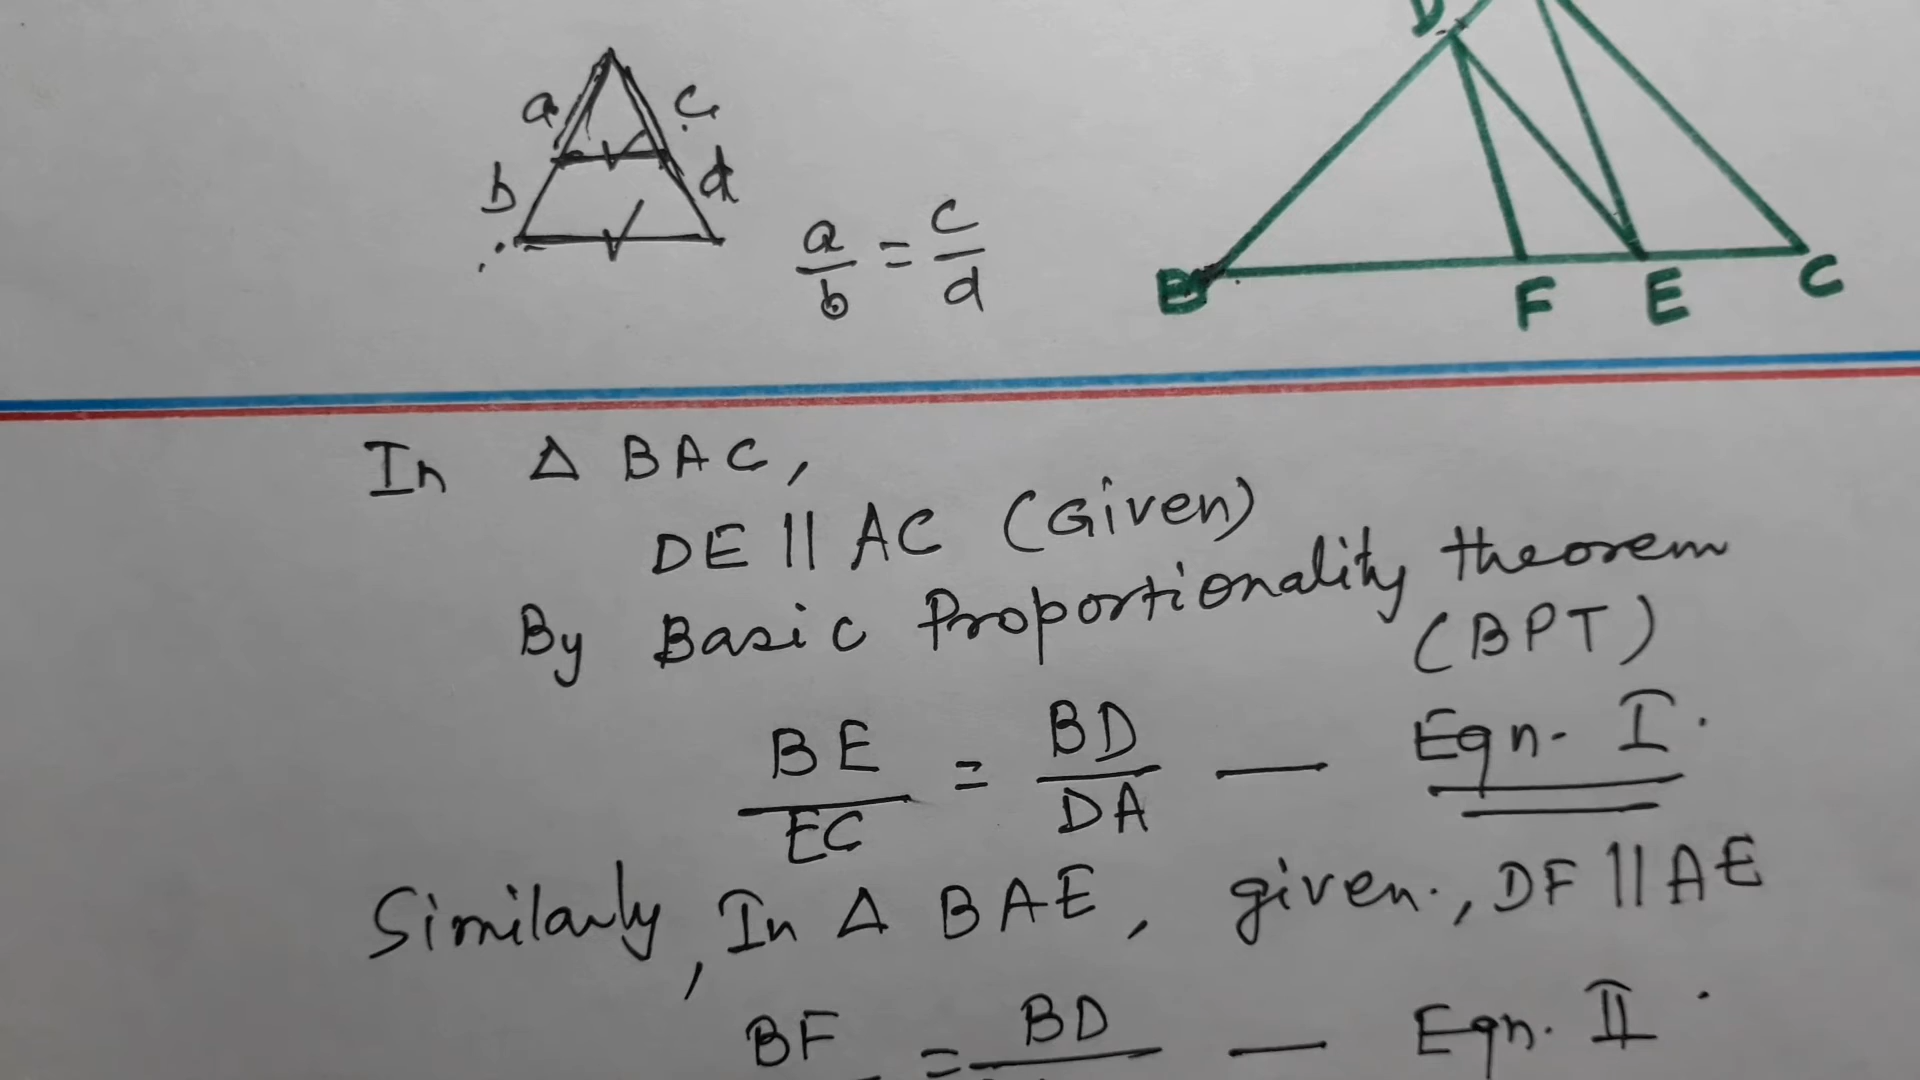 a c
b d
a/b = c/d
D
B F E C
In Δ BAC,
DE || AC (Given)
By Basic Proportionality theorem
(BPT)
BE/EC = BD/DA — Eqn. I.
Similarly, In Δ BAE, given., DF || AE
BF = BD — Eqn. II